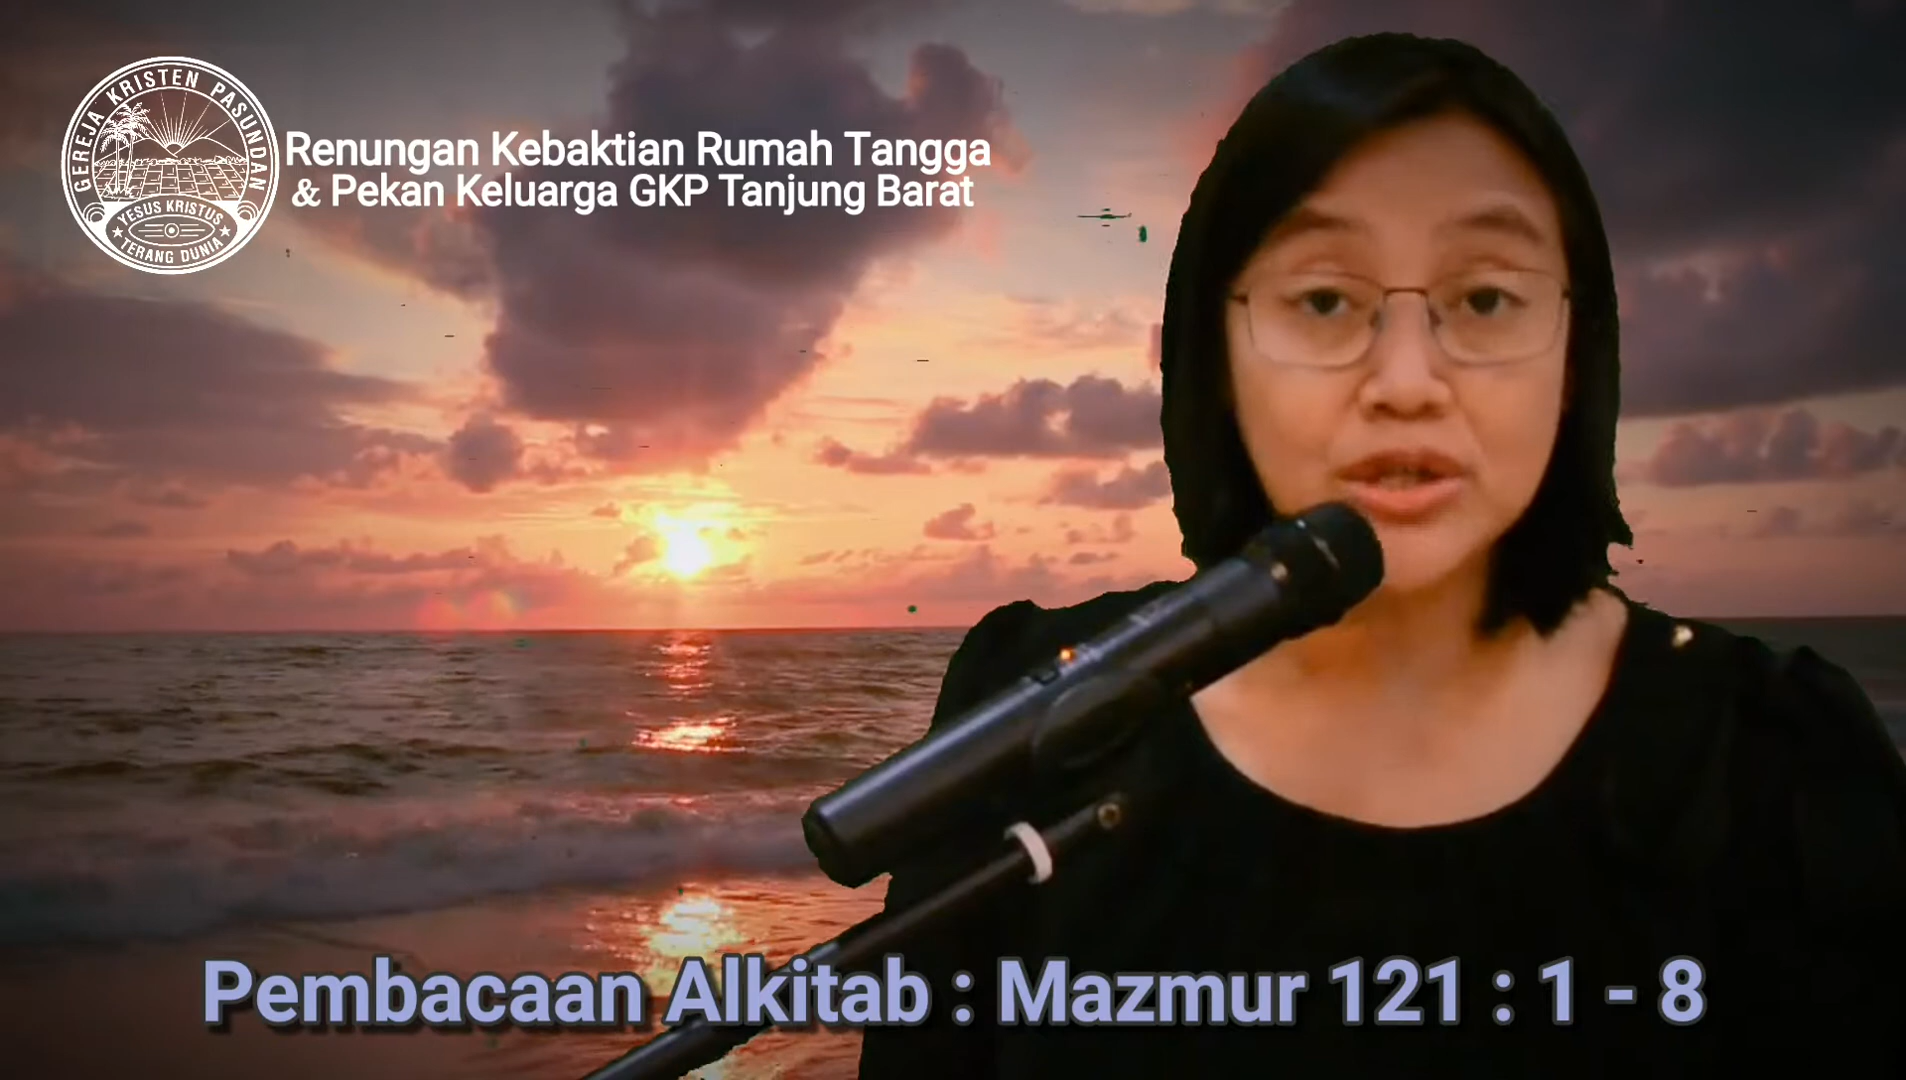 GEREJA KRISTEN PASUNDAN
YESUS KRISTUS
TERANG DUNIA
Renungan Kebaktian Rumah Tangga
& Pekan Keluarga GKP Tanjung Barat
Pembacaan Alkitab : Mazmur 121 : 1 - 8